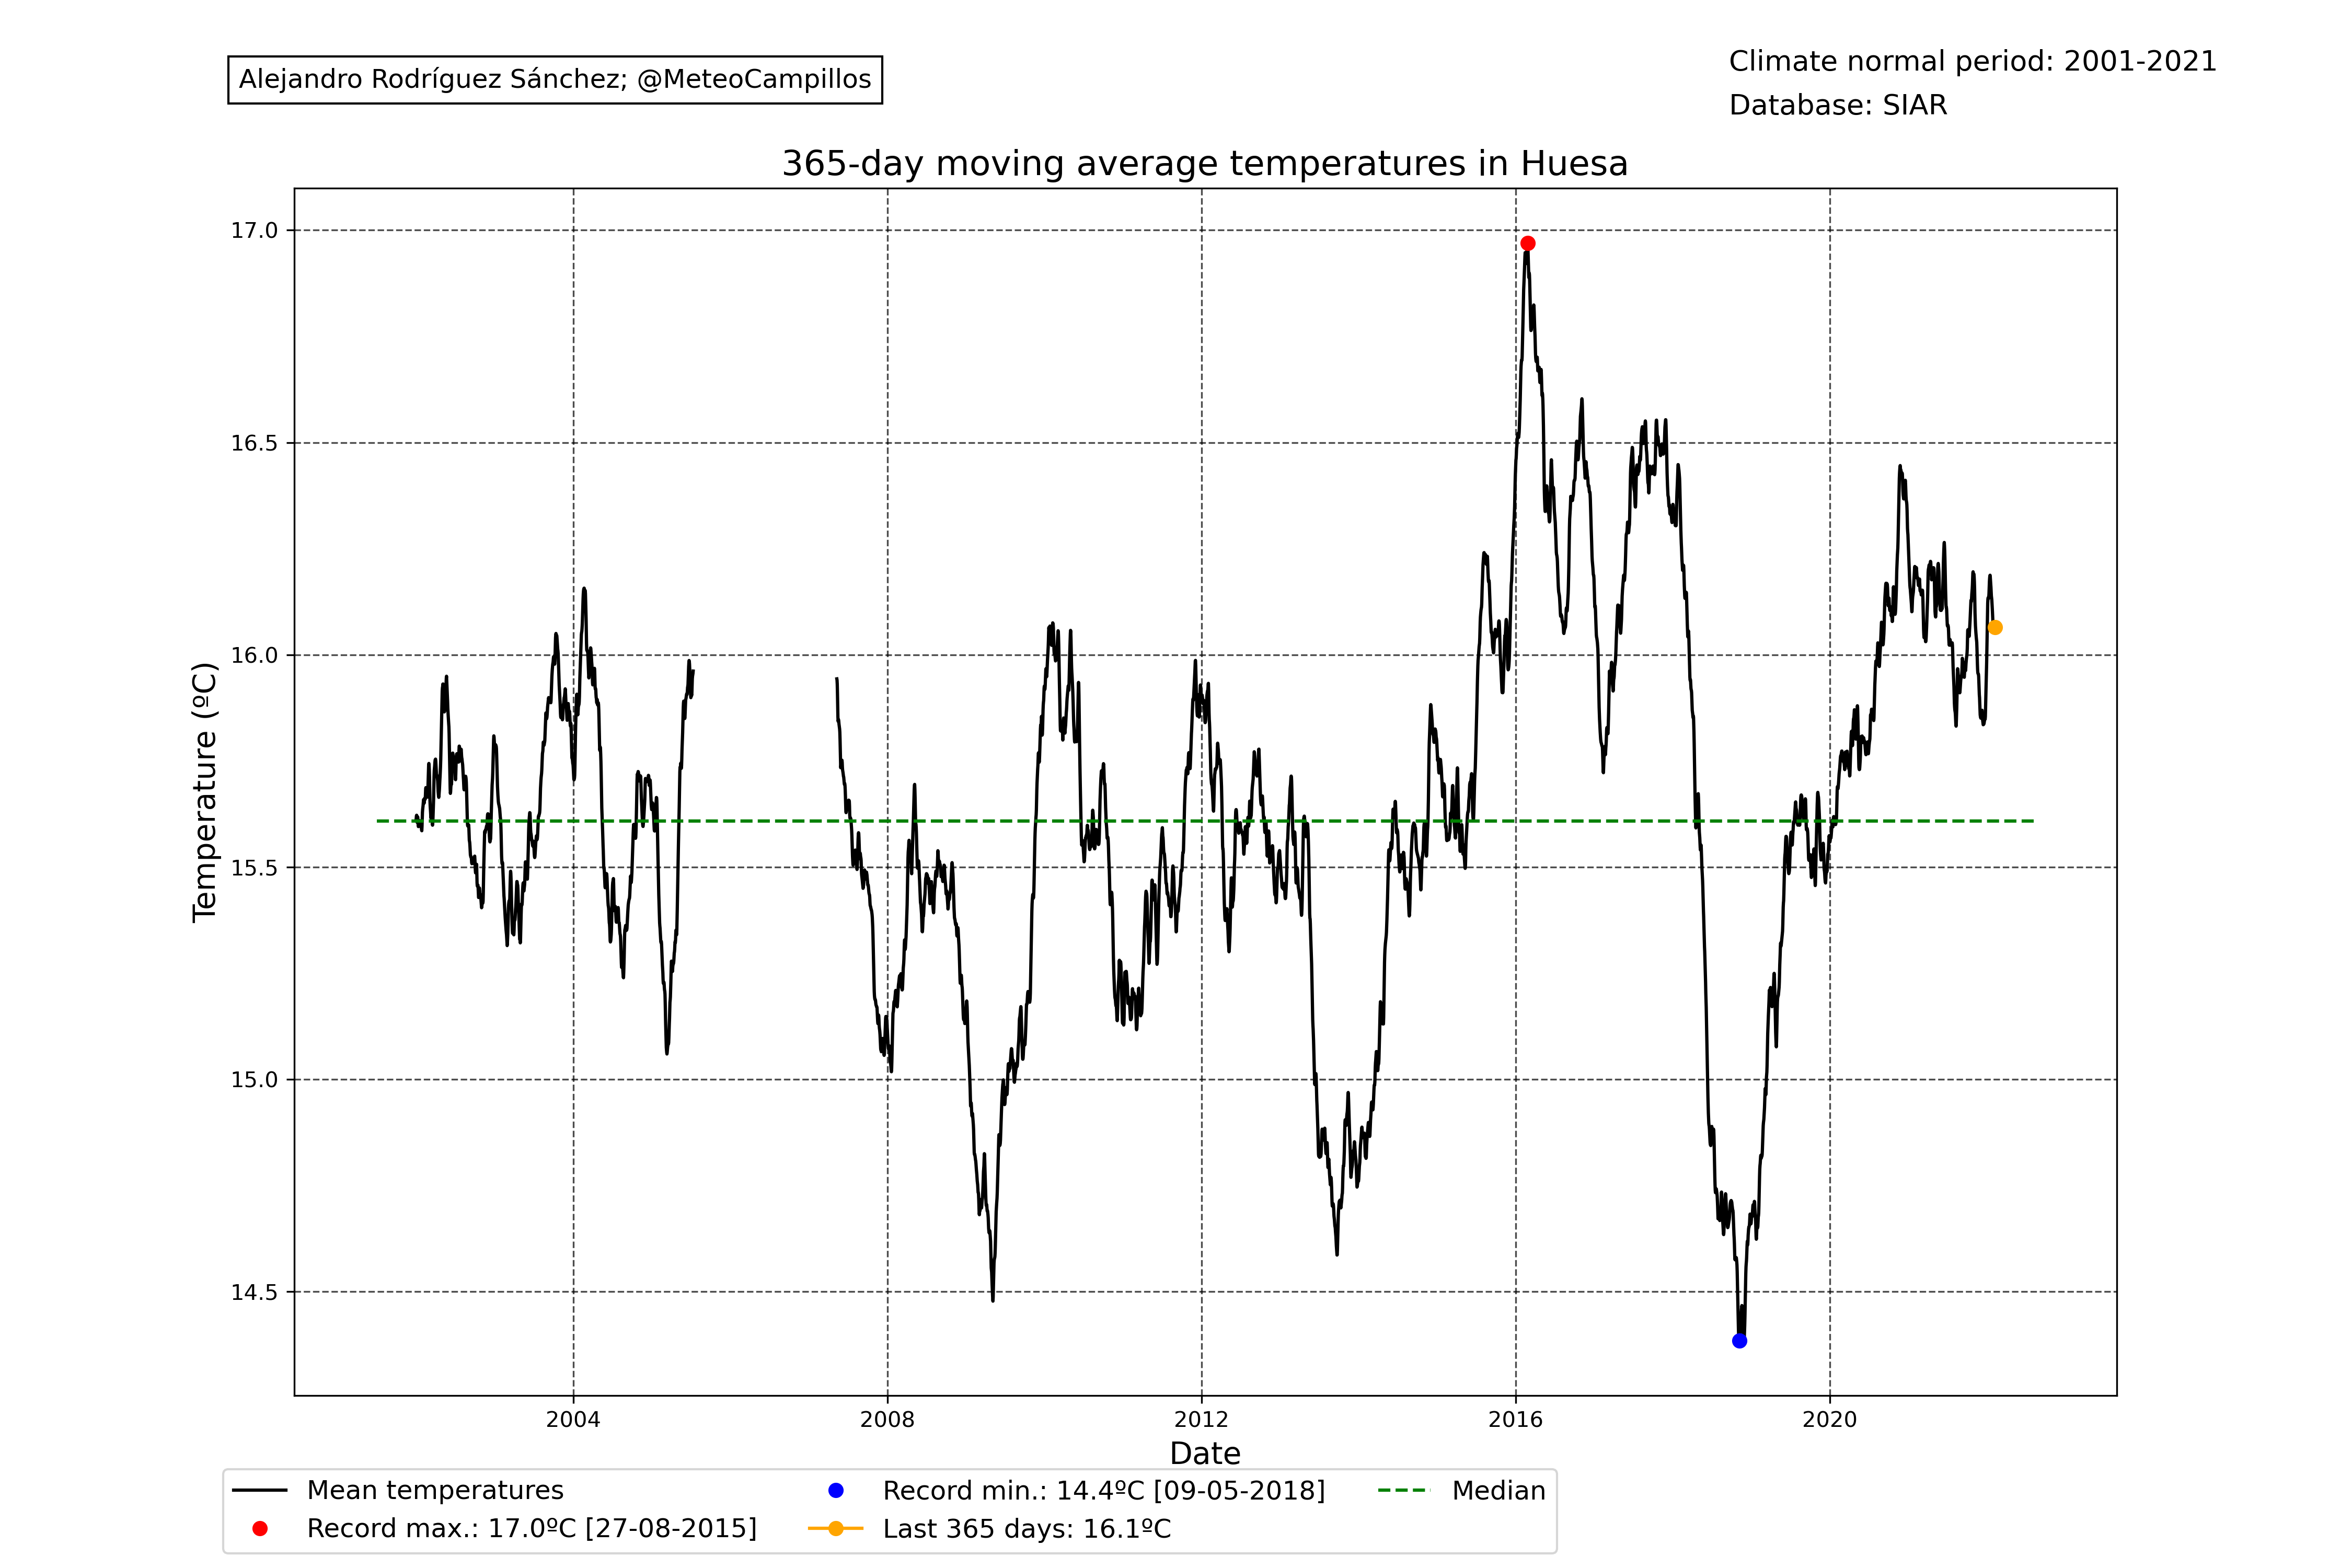 Alejandro Rodríguez Sánchez; @MeteoCampillos
Climate normal period: 2001-2021
Database: SIAR
365-day moving average temperatures in Huesa
17.0
16.5
16.0
15.5
15.0
14.5
Temperature (ºC)
2004
2008
2012
2016
2020
Date
Mean temperatures
Record max.: 17.0ºC [27-08-2015]
Record min.: 14.4ºC [09-05-2018]
Last 365 days: 16.1ºC
Median